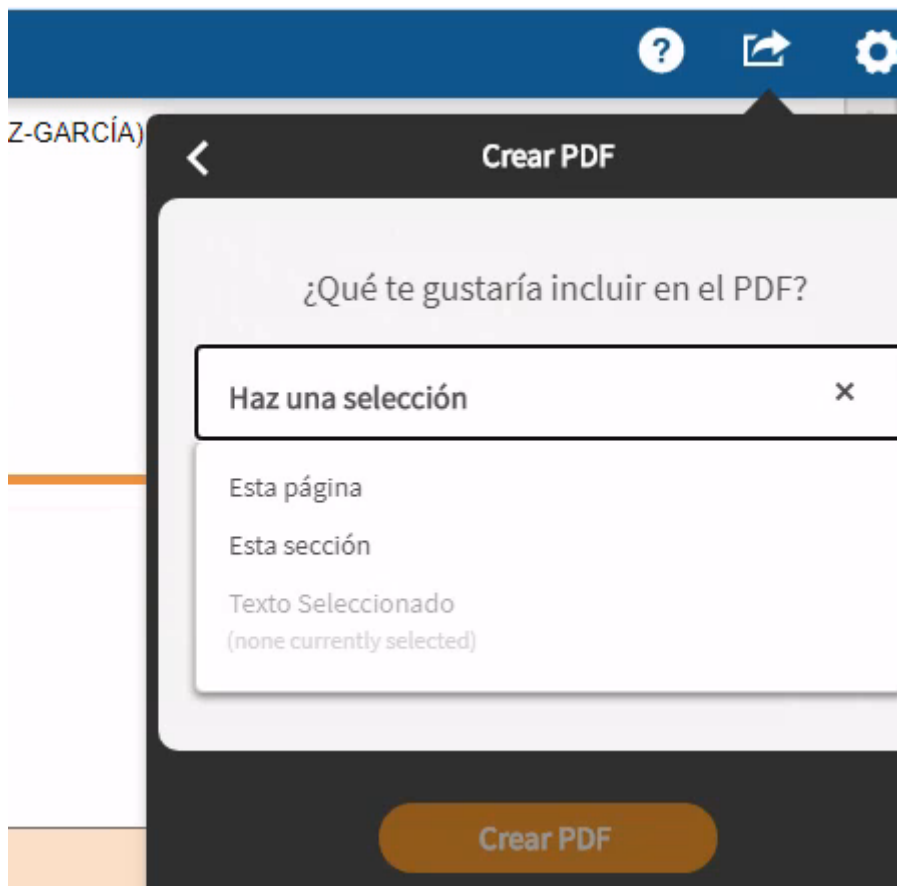 Z-GARCÍA)
Crear PDF
¿Qué te gustaría incluir en el PDF?
Haz una selección
Esta página
Esta sección
Texto Seleccionado
(none currently selected)
Crear PDF